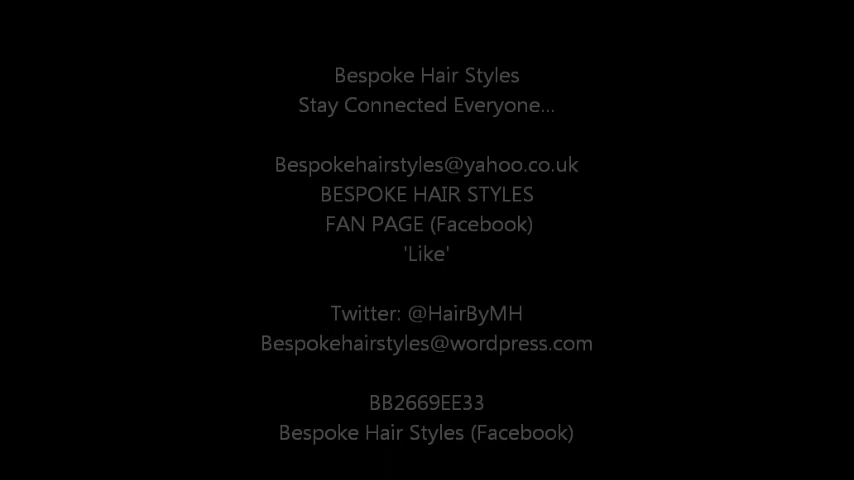 Bespoke Hair Styles
Stay Connected Everyone...
Bespokehairstyles@yahoo.co.uk
BESPOKE HAIR STYLES
FAN PAGE (Facebook)
'Like'
Twitter: @HairByMH
Bespokehairstyles@wordpress.com
BB2669EE33
Bespoke Hair Styles (Facebook)